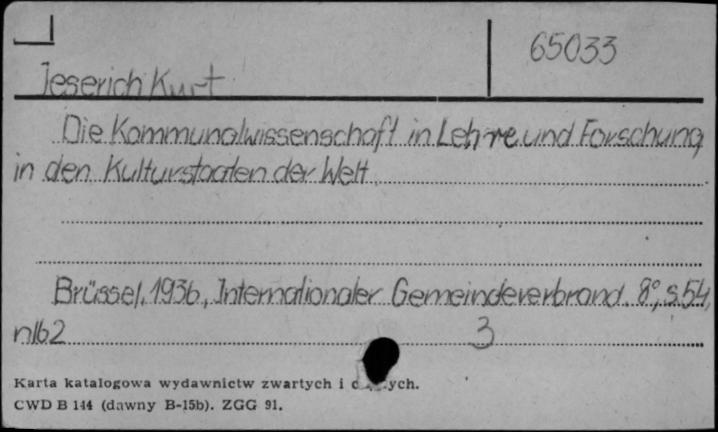 65033
Jeserich Kurt
Die Kommunalwissenschaft in Lehre und Forschung
in den Kulturstaaten der Welt
Brüssel, 1936, Internationaler Gemeindeverbrand. 8°, s. 54,
nlb2 3
Karta katalogowa wydawnictw zwartych i
CWD B 144 (dawny B-15b). ZGG 91.